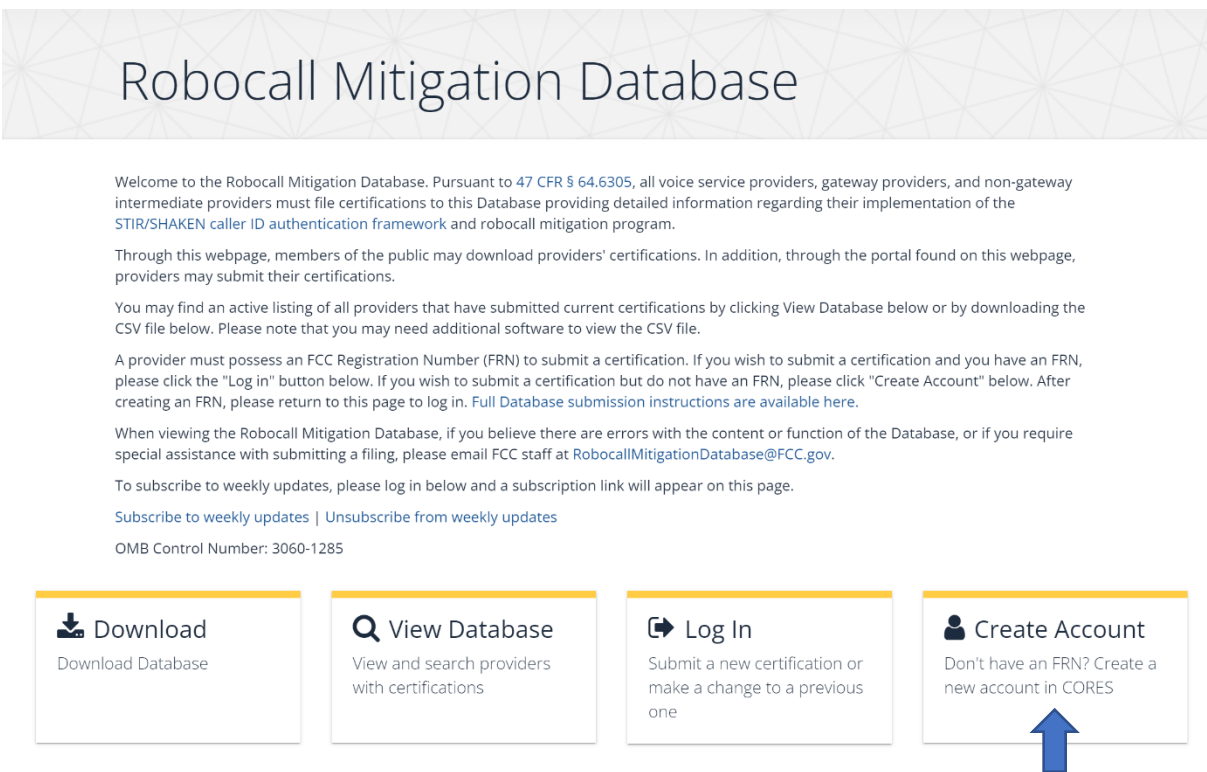 Robocall Mitigation Database
Welcome to the Robocall Mitigation Database. Pursuant to 47 CFR § 64.6305, all voice service providers, gateway providers, and non-gateway
intermediate providers must file certifications to this Database providing detailed information regarding their implementation of the
STIR/SHAKEN caller ID authentication framework and robocall mitigation program.
Through this webpage, members of the public may download providers' certifications. In addition, through the portal found on this webpage,
providers may submit their certifications.
You may find an active listing of all providers that have submitted current certifications by clicking View Database below or by downloading the
CSV file below. Please note that you may need additional software to view the CSV file.
A provider must possess an FCC Registration Number (FRN) to submit a certification. If you wish to submit a certification and you have an FRN,
please click the "Log in" button below. If you wish to submit a certification but do not have an FRN, please click "Create Account" below. After
creating an FRN, please return to this page to log in. Full Database submission instructions are available here.
When viewing the Robocall Mitigation Database, if you believe there are errors with the content or function of the Database, or if you require
special assistance with submitting a filing, please email FCC staff at RobocallMitigationDatabase@FCC.gov.
To subscribe to weekly updates, please log in below and a subscription link will appear on this page.
Subscribe to weekly updates | Unsubscribe from weekly updates
OMB Control Number: 3060-1285
Download
Download Database
View Database
View and search providers
with certifications
Log In
Submit a new certification or
make a change to a previous
one
Create Account
Don't have an FRN? Create a
new account in CORES